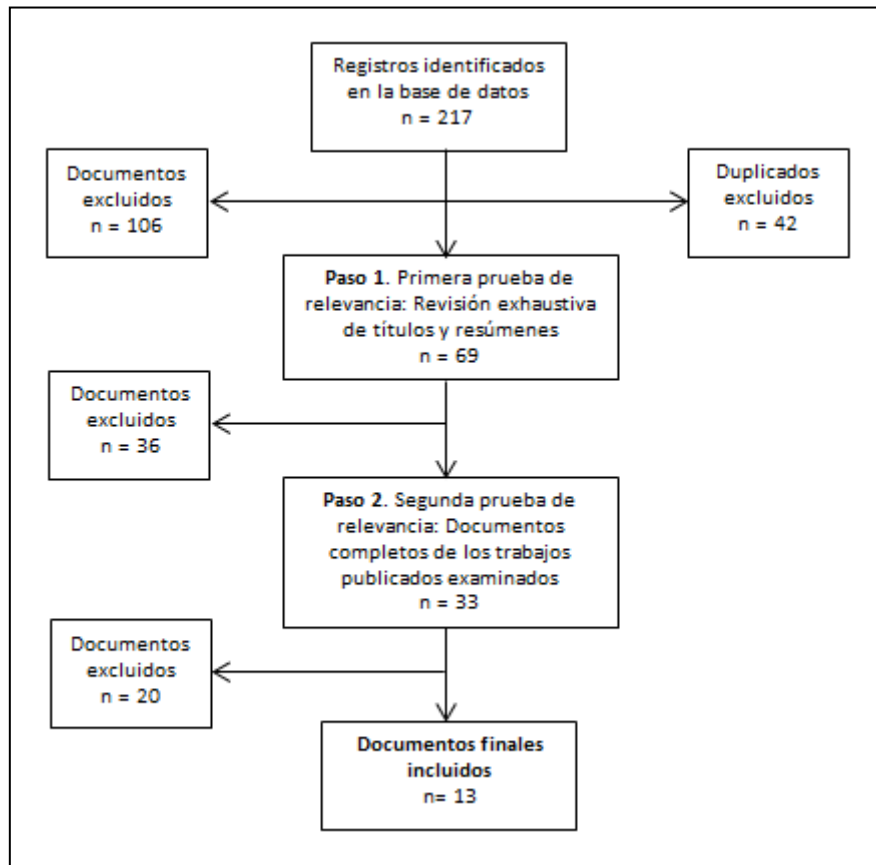 Registros identificados
en la base de datos
n = 217
Documentos
excluidos
n = 106
Duplicados
excluidos
n = 42
Paso 1. Primera prueba de
relevancia: Revisión exhaustiva
de títulos y resúmenes
n = 69
Documentos
excluidos
n = 36
Paso 2. Segunda prueba de
relevancia: Documentos
completos de los trabajos
publicados examinados
n = 33
Documentos
excluidos
n = 20
Documentos finales
incluidos
n= 13